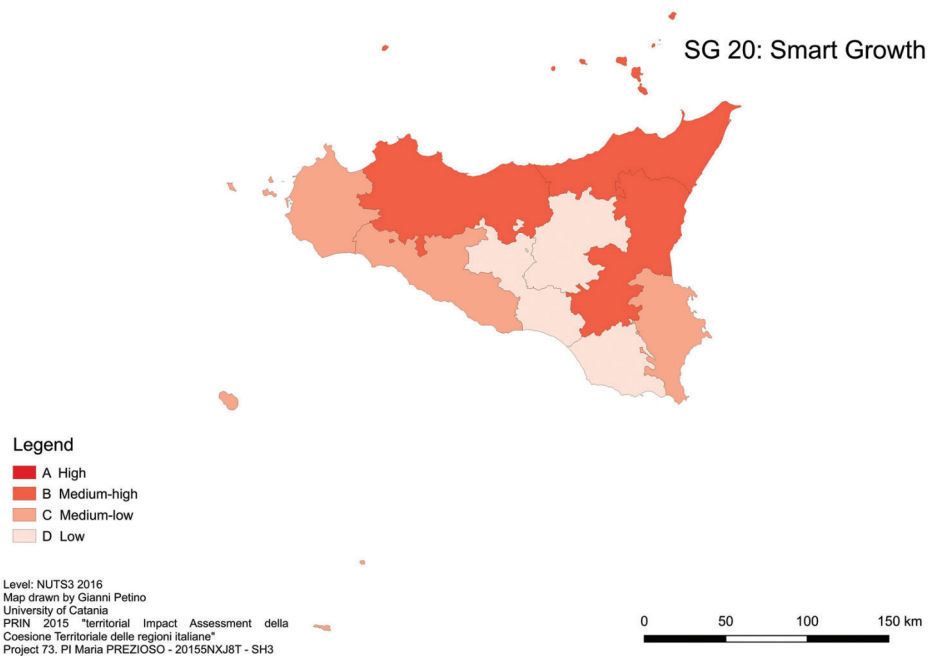 SG 20: Smart Growth
Legend
A High
B Medium-high
C Medium-low
D Low
Level: NUTS3 2016
Map drawn by Gianni Petino
University of Catania
PRIN 2015 "territorial Impact Assessment della
Coesione Territoriale delle regioni italiane"
Project 73. PI Maria PREZIOSO - 20155NXJ8T - SH3
0 50 100 150 km